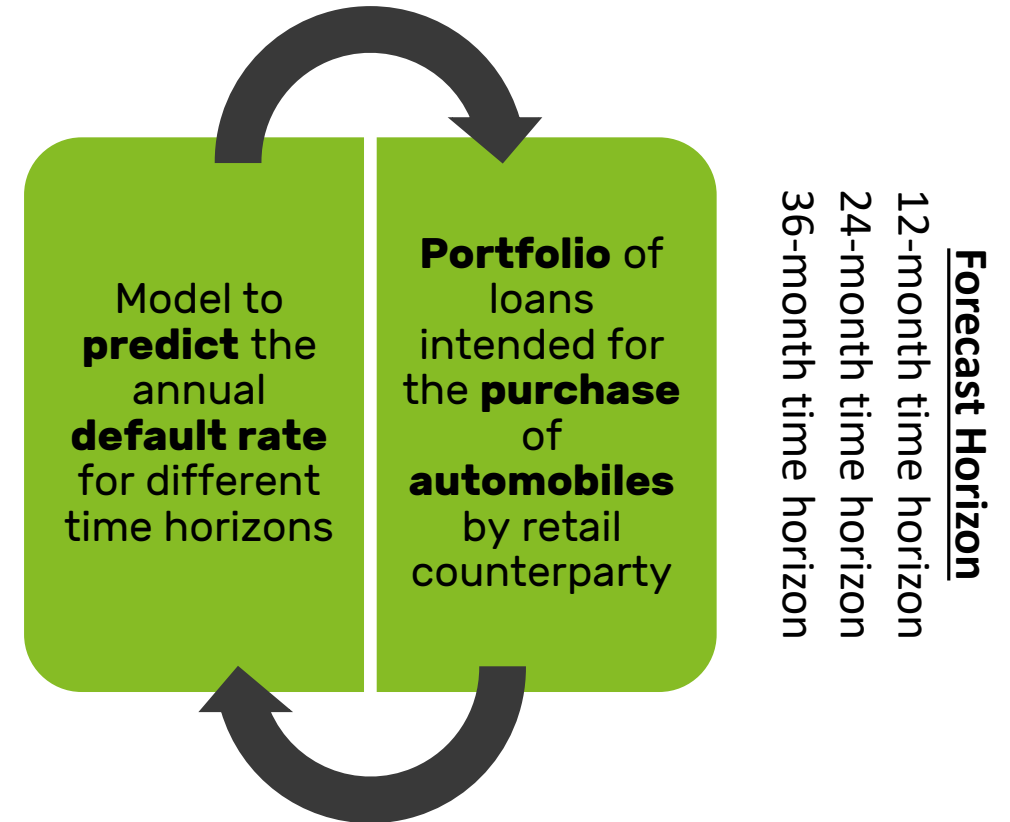 Model to
predict the
annual
default rate
for different
time horizons
Portfolio of
loans
intended for
the purchase
of
automobiles
by retail
counterparty
Forecast Horizon
12-month time horizon
24-month time horizon
36-month time horizon